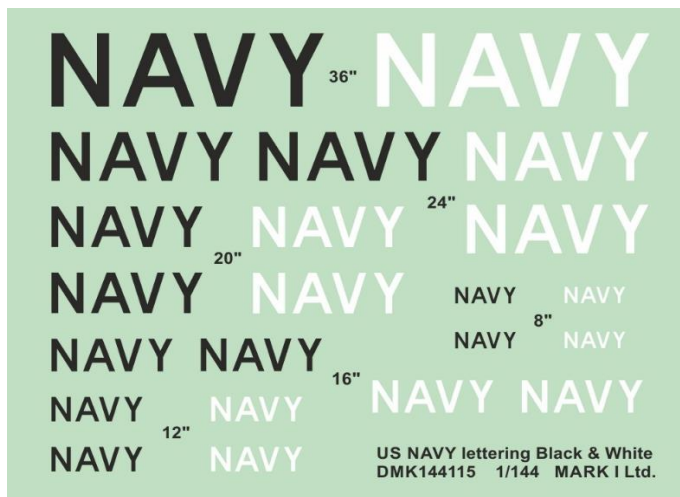 NAVY 36" NAVY
NAVY NAVY NAVY
NAVY NAVY 24" NAVY
20"
NAVY NAVY NAVY NAVY
8"
NAVY NAVY NAVY NAVY
16" NAVY NAVY
NAVY NAVY
12"
NAVY NAVY
US NAVY lettering Black & White
DMK144115 1/144 MARK I Ltd.